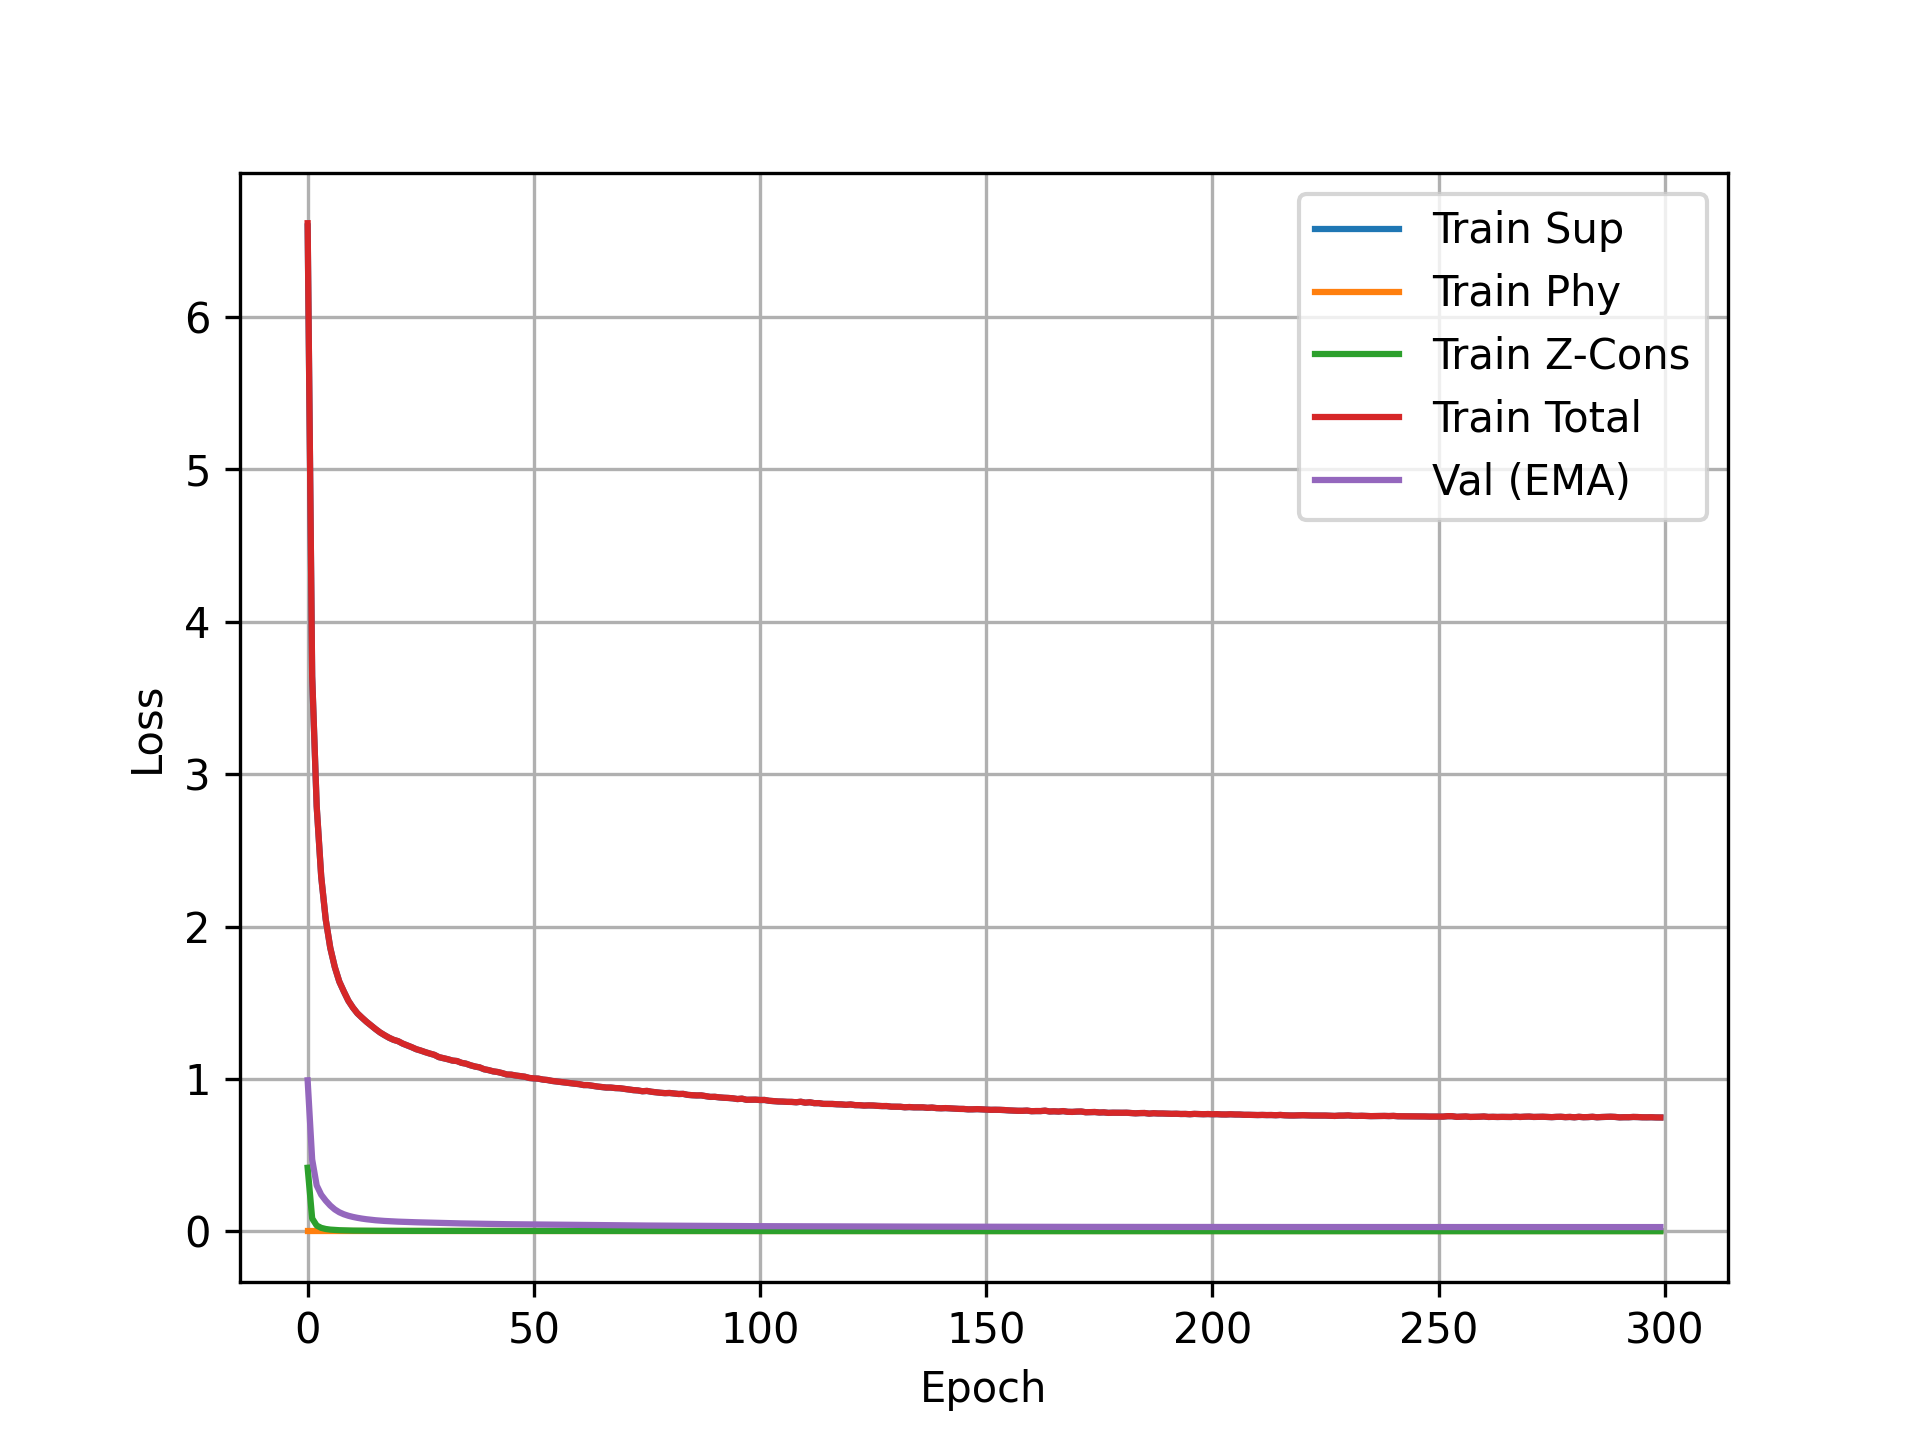 Train Sup
Train Phy
Train Z-Cons
Train Total
Val (EMA)
6
5
4
3
2
1
0
Loss
0 50 100 150 200 250 300
Epoch